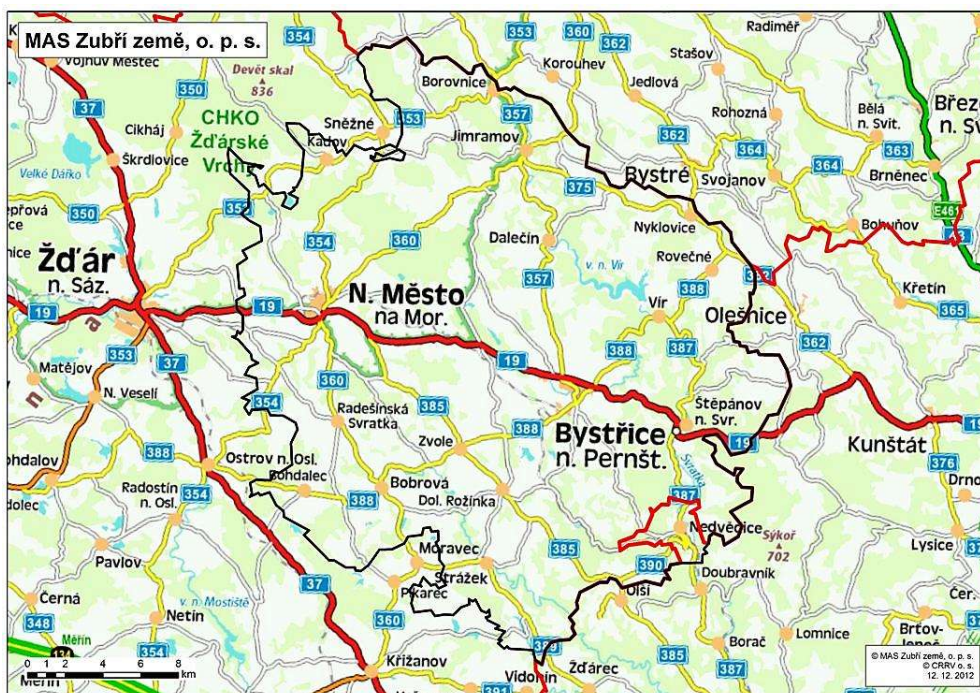 MAS Zubří země, o. p. s.
354
353
360
Radiměř
Vojnův Městec
Devět skal
836
Korouhev
362
Stašov
37
350
Borovnice
Jedlová
CHKO
Žďárské
Vrchy
Sněžné
353
357
Rohozná
Bělá
n. Svit.
Cikháj
Kadov
Jimramov
362
364
363
Škrdlovice
Velké Dářko
375
Bystré
Svojanov
364
Brněnec
350
Nyklovice
Bohuňov
E461
354
360
Dalečín
Rovečné
Žďár
n. Sáz.
357
v. n. Vír
388
Křetín
365
19
19
N. Město
na Mor.
Vír
Olešnice
353
37
19
388
387
362
Matějov
N. Veselí
360
385
Štěpánov
n. Svr.
354
Radešínská
Svratka
Zvole
388
Bystřice
n. Pernšt.
19
Kunštát
388
Ostrov n. Osl.
Bohdalec
376
Radostín
n. Osl.
354
388
Bobrová
Dol. Rožínka
Svratka
387
Nedvědice
Sýkoř
702
Lysice
Pavlov
Moravec
385
390
Strážek
Doubravník
37
Pikárec
Olší
Černá
v. n. Mostiště
348
Netín
360
Lomnice
Měřín
354
Borač
385
387
Křižanov
Žďárec
Vidonín
391
0 1 2 4 6 8
km
© MAS Zubří země, o. p. s.
© CRRV o. s.
12. 12. 2012